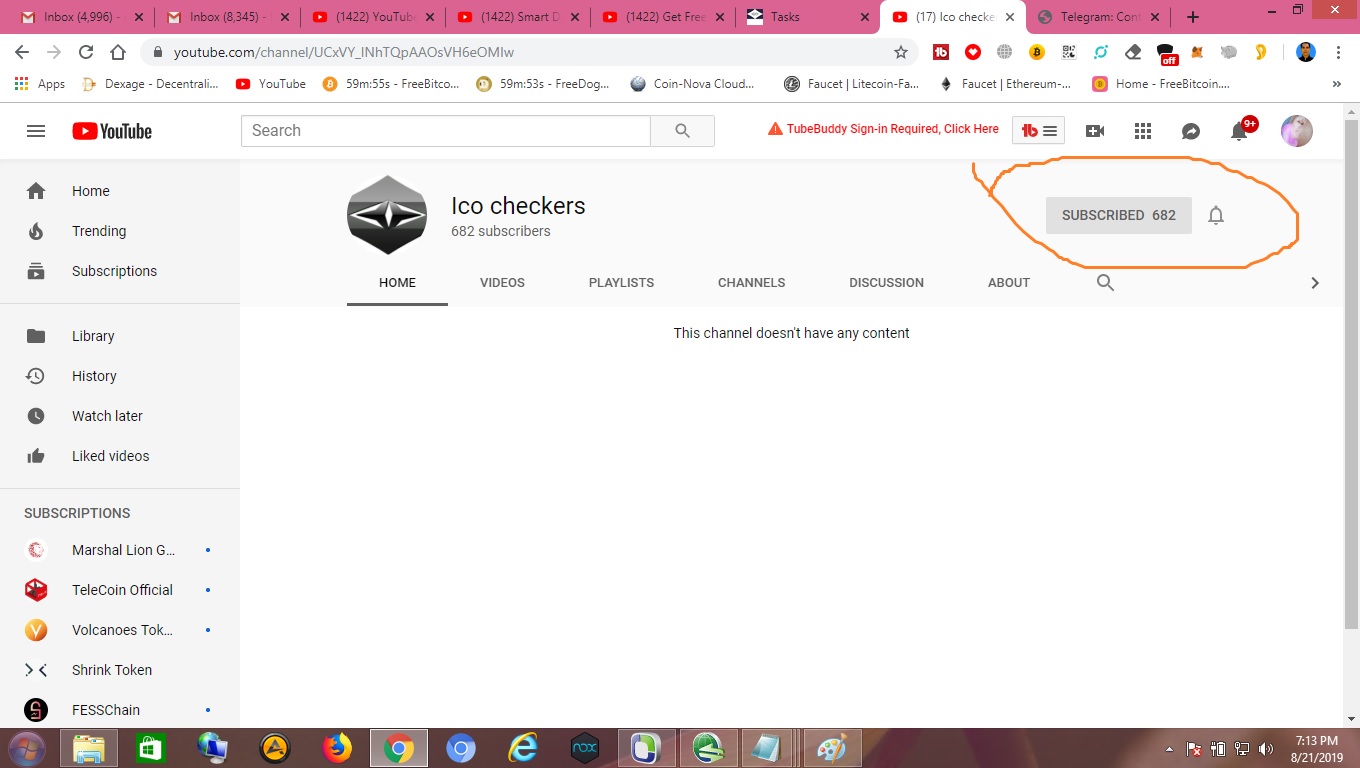 Inbox (4,996) -
Inbox (8,345) -
(1422) YouTube
(1422) Smart D
(1422) Get Free
Tasks
(17) Ico checke
Telegram: Cont
youtube.com/channel/UCxVY_INhTQpAAOsVH6eOMIw
off
Apps
Dexage - Decentrali...
YouTube
59m:55s - FreeBitco...
59m:53s - FreeDog...
Coin-Nova Cloud...
Faucet | Litecoin-Fa...
Faucet | Ethereum-...
Home - FreeBitcoin....
»
YouTube
Search
TubeBuddy Sign-in Required, Click Here
tb
9+
Home
Trending
Subscriptions
Library
History
Watch later
Liked videos
SUBSCRIPTIONS
Marshal Lion G...
TeleCoin Official
Volcanoes Tok...
Shrink Token
FESSChain
Ico checkers
682 subscribers
SUBSCRIBED 682
HOME
VIDEOS
PLAYLISTS
CHANNELS
DISCUSSION
ABOUT
This channel doesn't have any content
nox
7:13 PM
8/21/2019